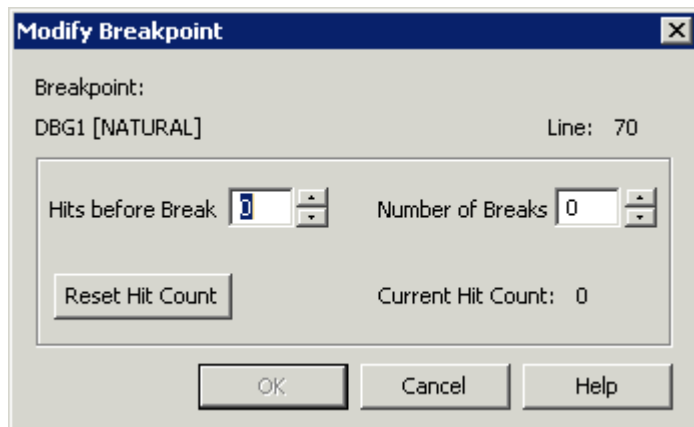 Modify Breakpoint
Breakpoint:
DBG1 [NATURAL] Line: 70
Hits before Break 0 Number of Breaks 0
Reset Hit Count Current Hit Count: 0
OK Cancel Help